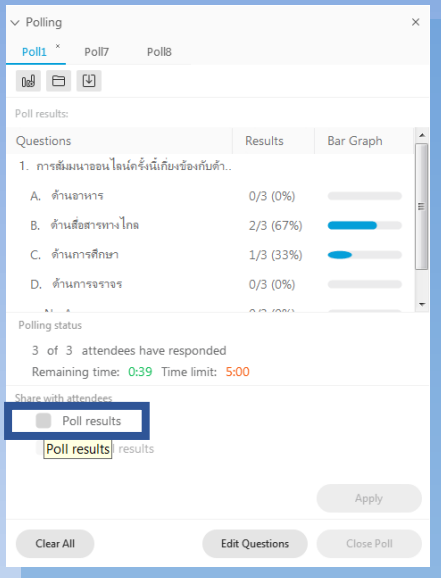 Polling
Poll1 Poll7 Poll8
Poll results:
Questions Results Bar Graph
1. การสัมมนาออนไลน์ครั้งนี้เกี่ยงข้องกับด้า..
A. ด้านอาหาร 0/3 (0%)
B. ด้านสื่อสารทางไกล 2/3 (67%)
C. ด้านการศึกษา 1/3 (33%)
D. ด้านการจราจร 0/3 (0%)
Polling status
3 of 3 attendees have responded
Remaining time: 0:39 Time limit: 5:00
Share with attendees
Poll results
Poll results results
Apply
Clear All Edit Questions Close Poll